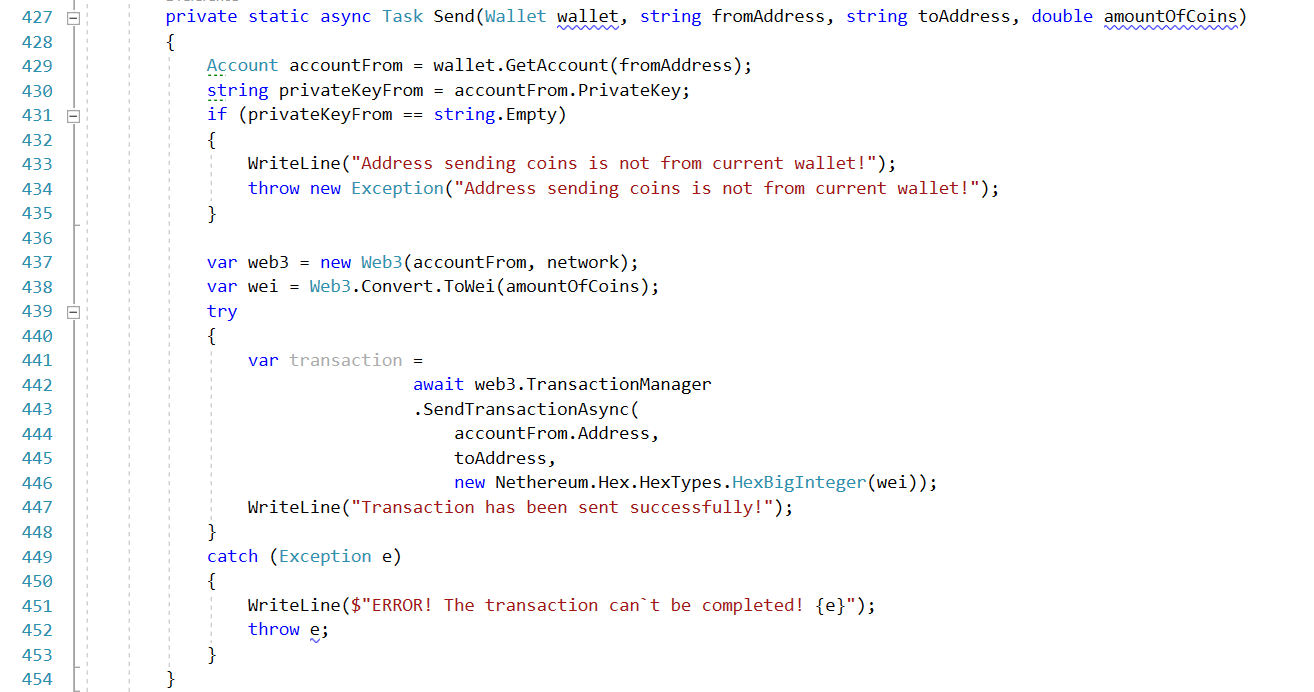 427 private static async Task Send(Wallet wallet, string fromAddress, string toAddress, double amountOfCoins)
428 {
429 Account accountFrom = wallet.GetAccount(fromAddress);
430 string privateKeyFrom = accountFrom.PrivateKey;
431 if (privateKeyFrom == string.Empty)
432 {
433 WriteLine("Address sending coins is not from current wallet!");
434 throw new Exception("Address sending coins is not from current wallet!");
435 }
436
437 var web3 = new Web3(accountFrom, network);
438 var wei = Web3.Convert.ToWei(amountOfCoins);
439 try
440 {
441 var transaction =
442 await web3.TransactionManager
443 .SendTransactionAsync(
444 accountFrom.Address,
445 toAddress,
446 new Nethereum.Hex.HexTypes.HexBigInteger(wei));
447 WriteLine("Transaction has been sent successfully!");
448 }
449 catch (Exception e)
450 {
451 WriteLine($"ERROR! The transaction can`t be completed! {e}");
452 throw e;
453 }
454 }